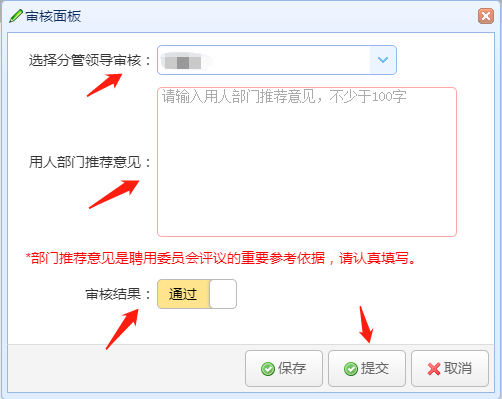 审核面板
选择分管领导审核：
请输入用人部门推荐意见，不少于100字
用人部门推荐意见：
*部门推荐意见是聘用委员会评议的重要参考依据，请认真填写。
审核结果： 通过
保存 提交 取消